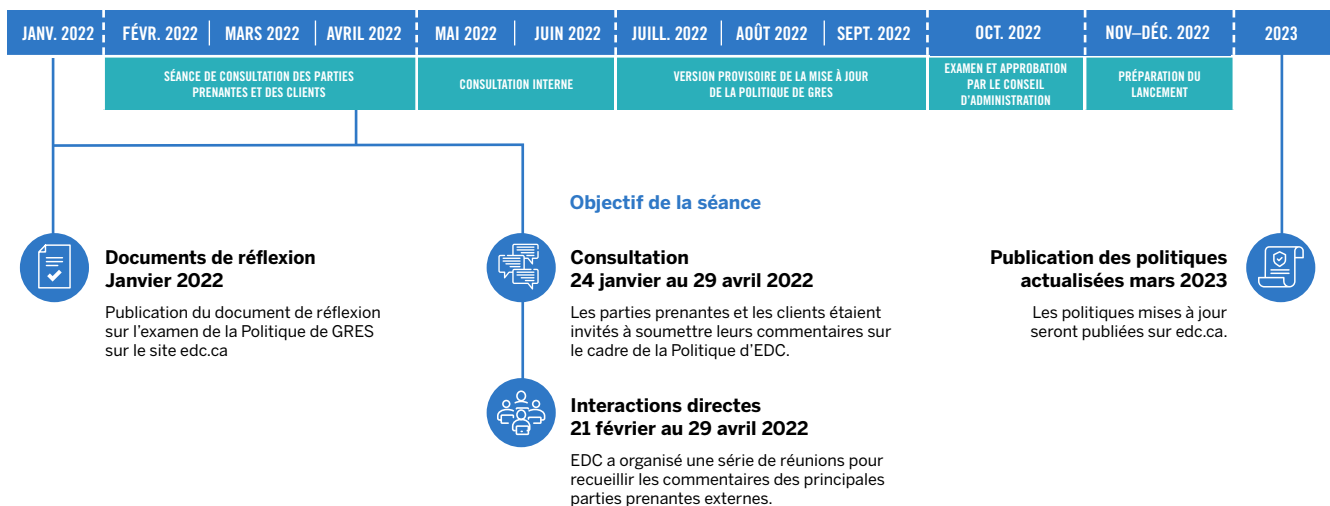 JANV. 2022
FÉVR. 2022
MARS 2022
AVRIL 2022
MAI 2022
JUIN 2022
JUILL. 2022
AOÛT 2022
SEPT. 2022
OCT. 2022
NOV–DÉC. 2022
2023
SÉANCE DE CONSULTATION DES PARTIES
PRENANTES ET DES CLIENTS
CONSULTATION INTERNE
VERSION PROVISOIRE DE LA MISE À JOUR
DE LA POLITIQUE DE GRES
EXAMEN ET APPROBATION
PAR LE CONSEIL
D'ADMINISTRATION
PRÉPARATION DU
LANCEMENT
Documents de réflexion
Janvier 2022
Publication du document de réflexion
sur l'examen de la Politique de GRES
sur le site edc.ca
Objectif de la séance
Consultation
24 janvier au 29 avril 2022
Les parties prenantes et les clients étaient
invités à soumettre leurs commentaires sur
le cadre de la Politique d'EDC.
Interactions directes
21 février au 29 avril 2022
EDC a organisé une série de réunions pour
recueillir les commentaires des principales
parties prenantes externes.
Publication des politiques
actualisées mars 2023
Les politiques mises à jour
seront publiées sur edc.ca.